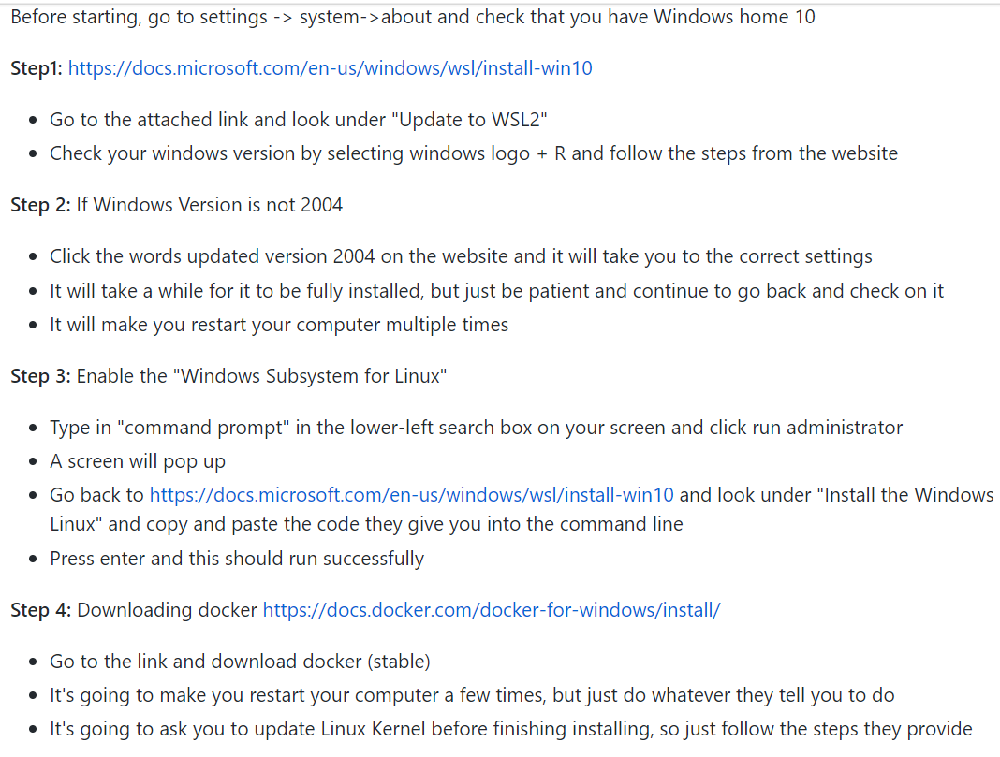 Before starting, go to settings -> system->about and check that you have Windows home 10
Step1: https://docs.microsoft.com/en-us/windows/wsl/install-win10
• Go to the attached link and look under "Update to WSL2"
• Check your windows version by selecting windows logo + R and follow the steps from the website
Step 2: If Windows Version is not 2004
• Click the words updated version 2004 on the website and it will take you to the correct settings
• It will take a while for it to be fully installed, but just be patient and continue to go back and check on it
• It will make you restart your computer multiple times
Step 3: Enable the "Windows Subsystem for Linux"
• Type in "command prompt" in the lower-left search box on your screen and click run administrator
• A screen will pop up
• Go back to https://docs.microsoft.com/en-us/windows/wsl/install-win10 and look under "Install the Windows
Linux" and copy and paste the code they give you into the command line
• Press enter and this should run successfully
Step 4: Downloading docker https://docs.docker.com/docker-for-windows/install/
• Go to the link and download docker (stable)
• It's going to make you restart your computer a few times, but just do whatever they tell you to do
• It's going to ask you to update Linux Kernel before finishing installing, so just follow the steps they provide